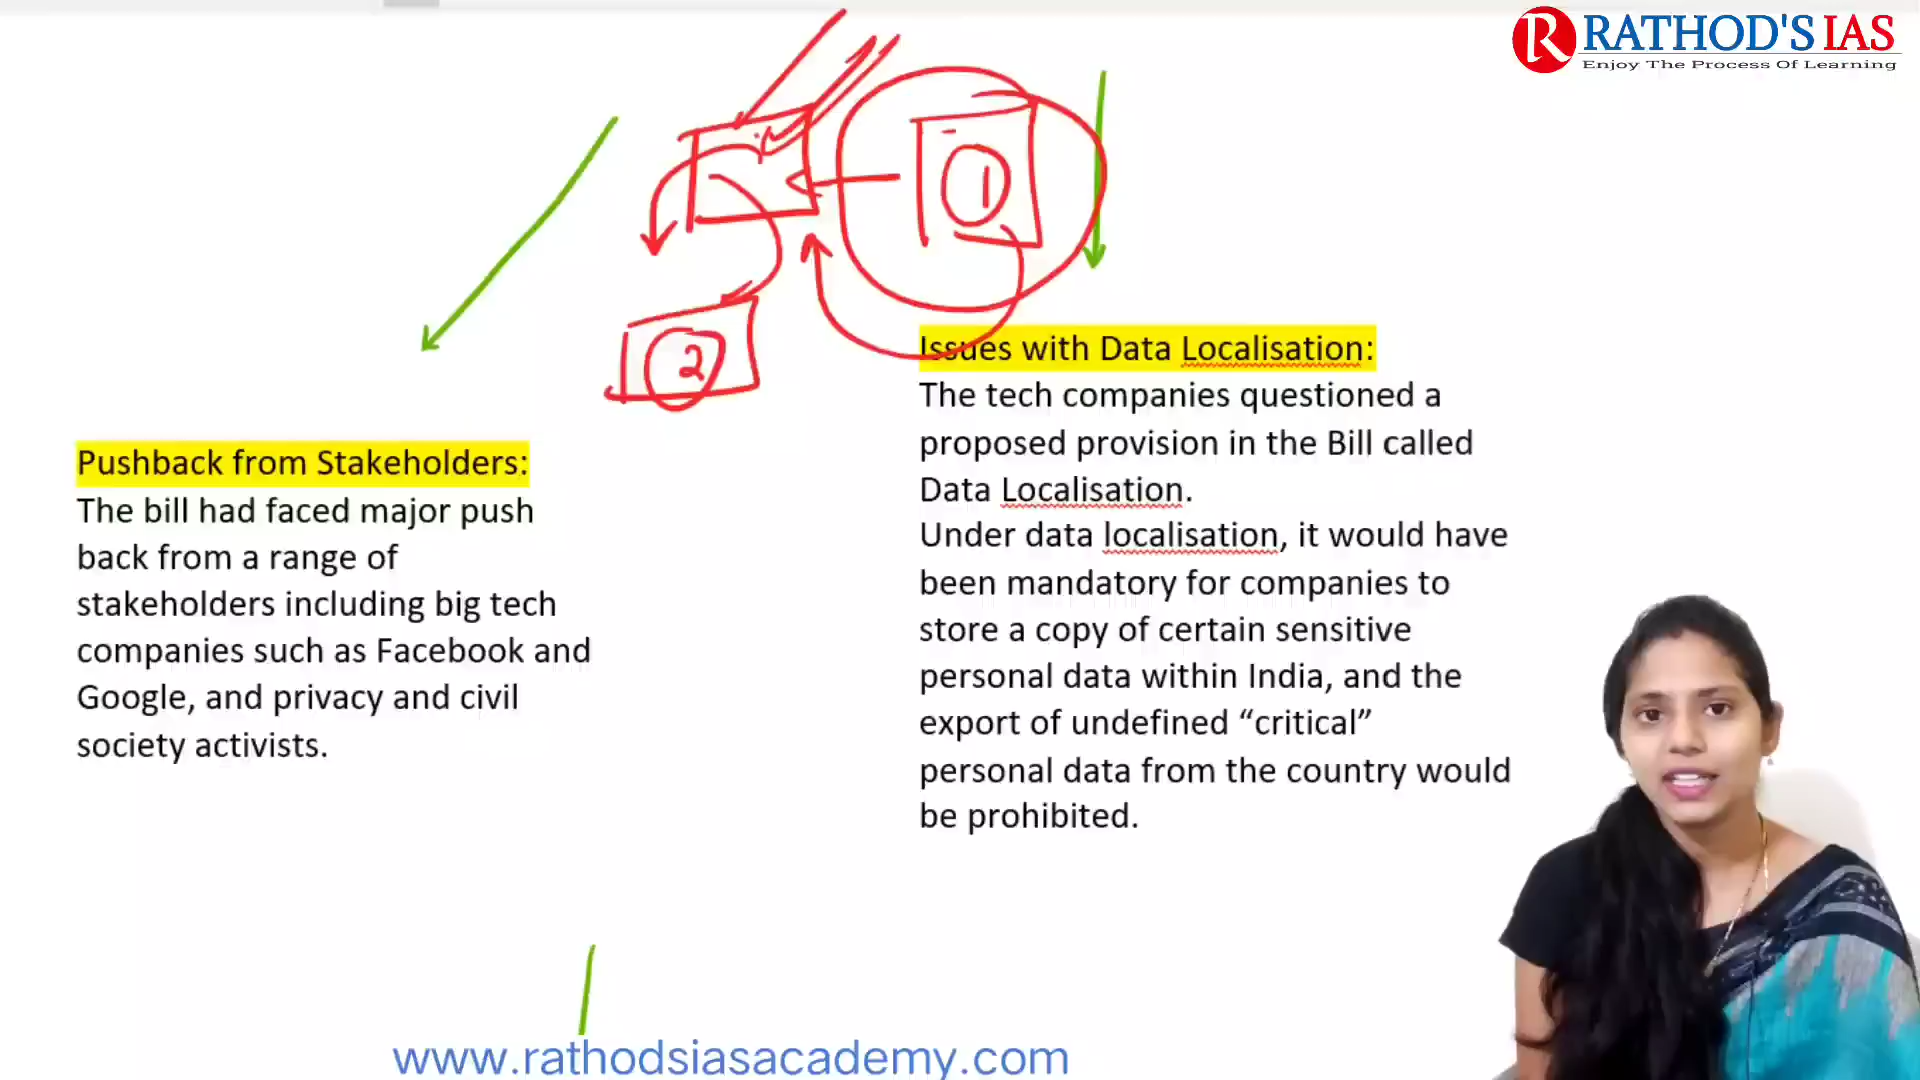 R RATHOD'S IAS
Enjoy The Process Of Learning
1
2
Issues with Data Localisation:
The tech companies questioned a
proposed provision in the Bill called
Data Localisation.
Under data localisation, it would have
been mandatory for companies to
store a copy of certain sensitive
personal data within India, and the
export of undefined “critical”
personal data from the country would
be prohibited.
Pushback from Stakeholders:
The bill had faced major push
back from a range of
stakeholders including big tech
companies such as Facebook and
Google, and privacy and civil
society activists.
www.rathodsiasacademy.com